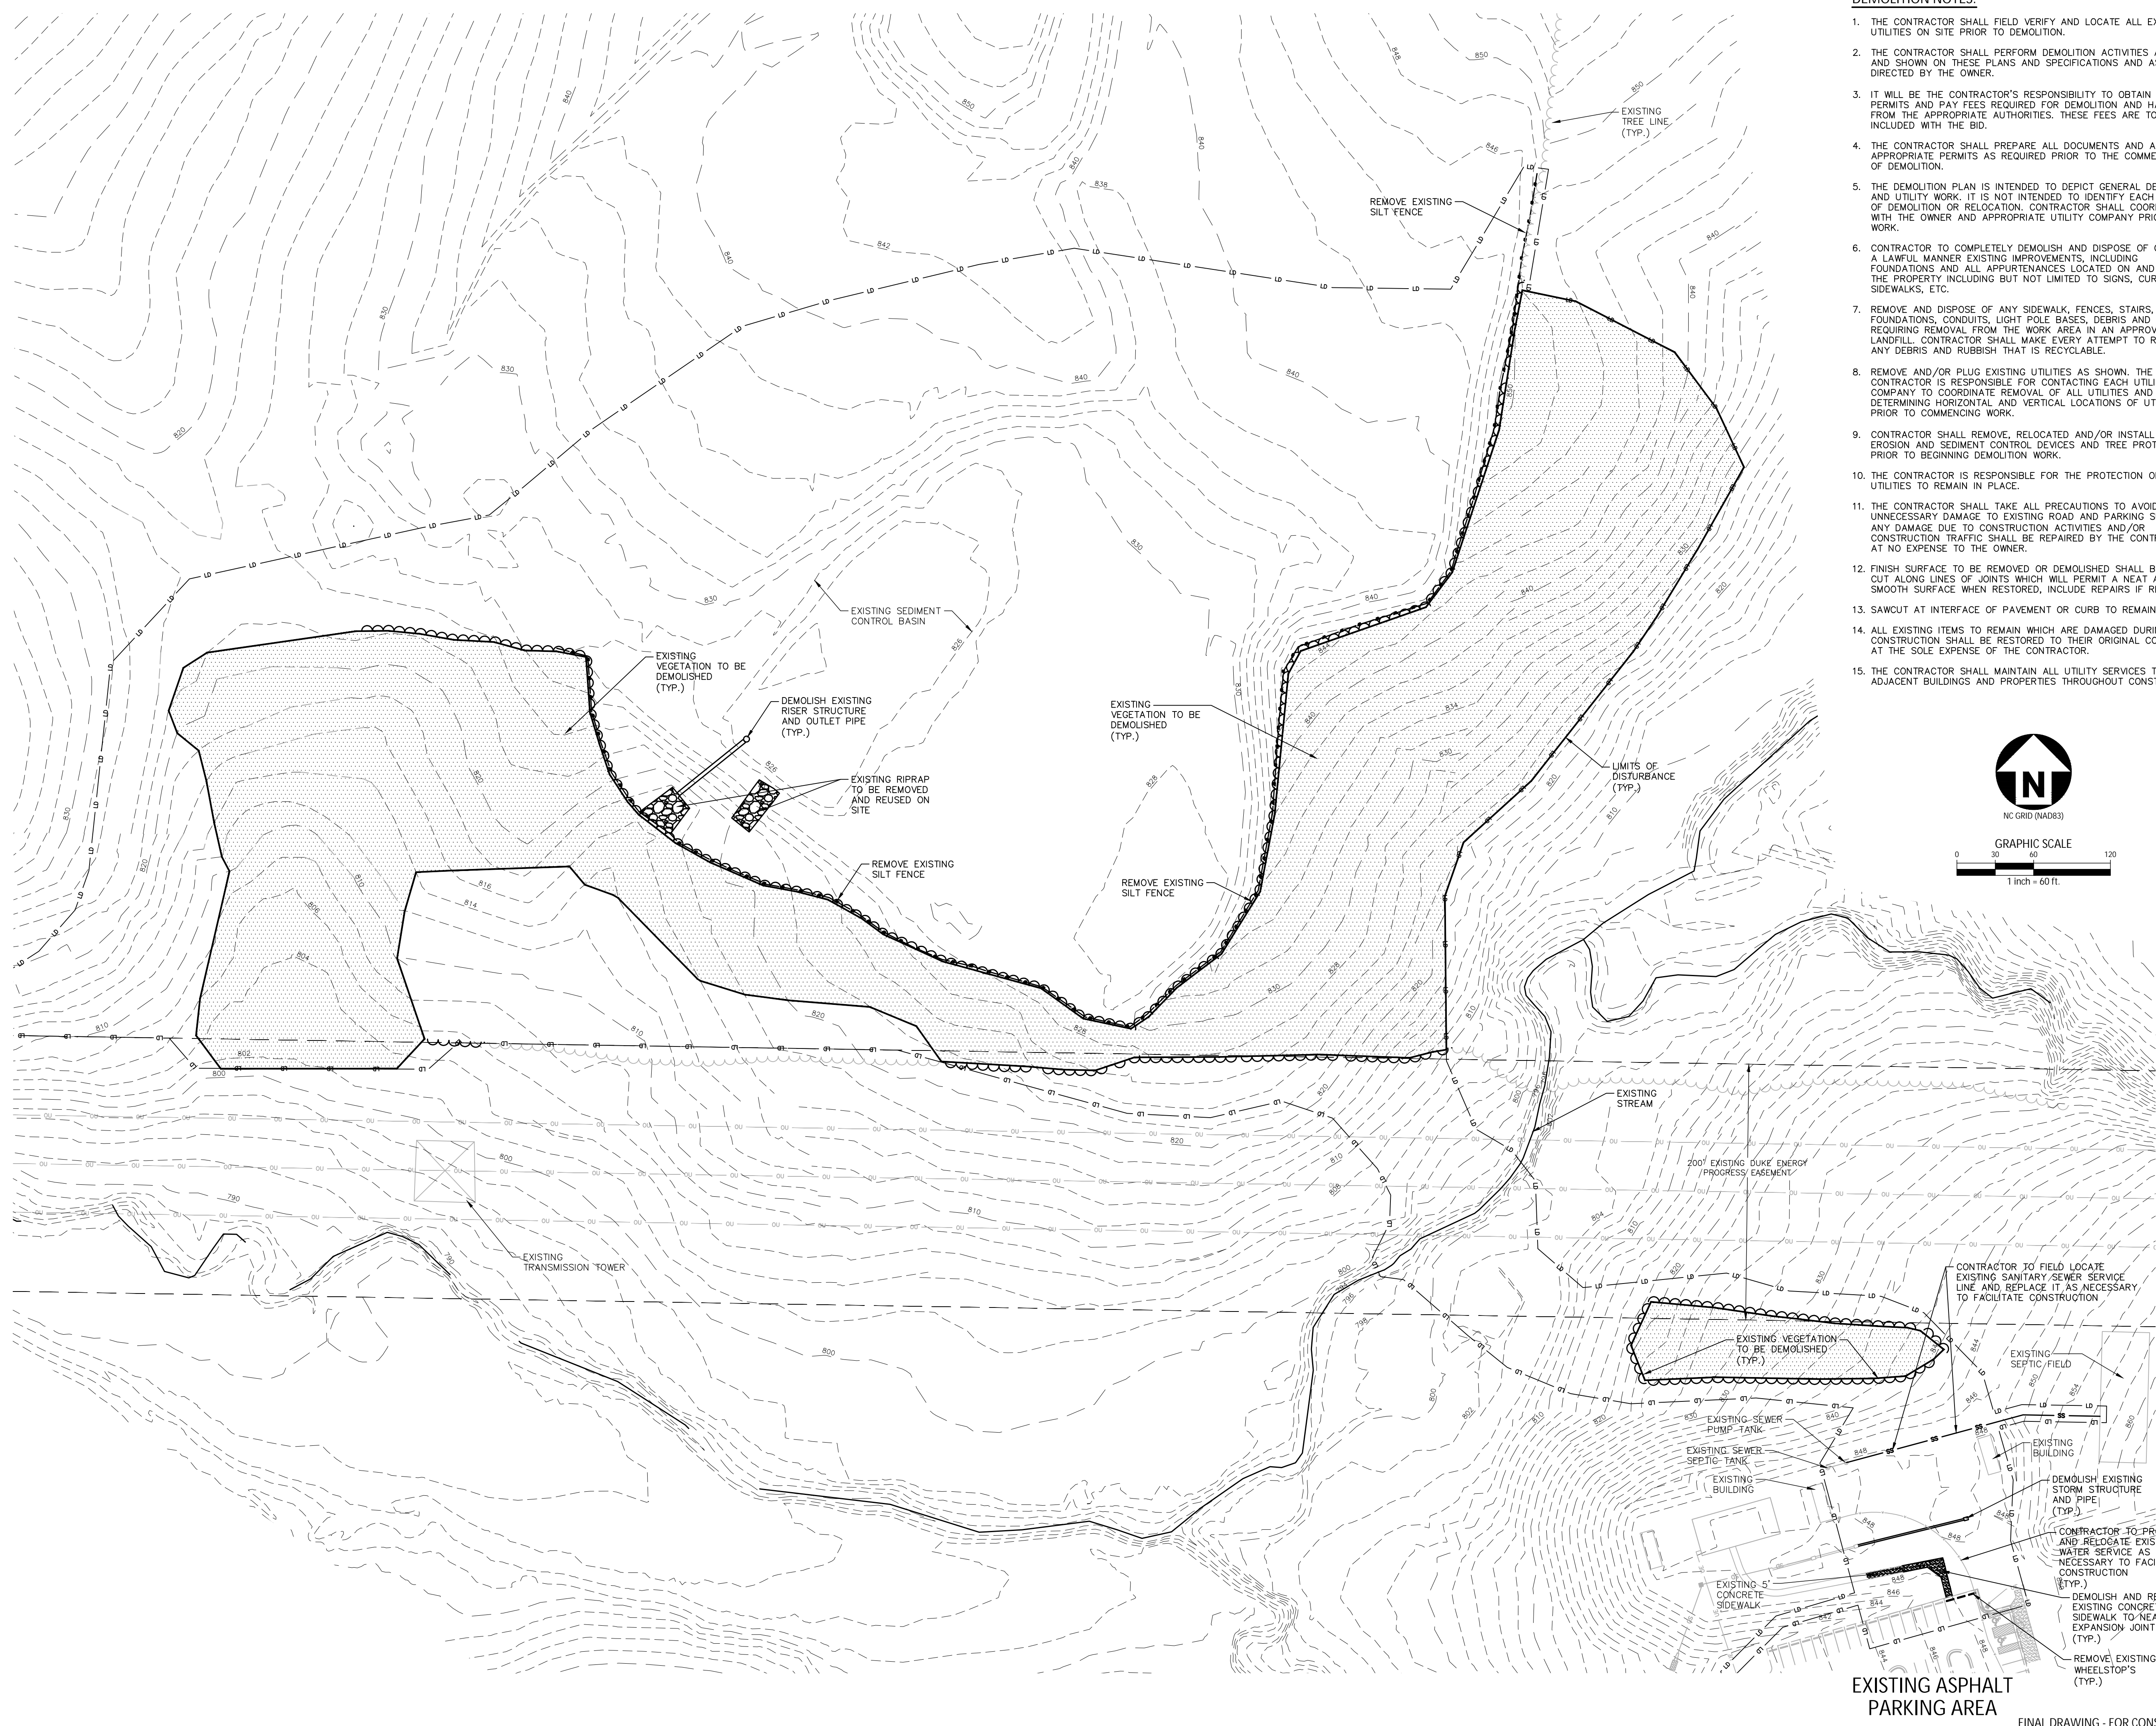 DEMOLITION NOTES:
1. THE CONTRACTOR SHALL FIELD VERIFY AND LOCATE ALL
UTILITIES ON SITE PRIOR TO DEMOLITION.
2. THE CONTRACTOR SHALL PERFORM DEMOLITION ACTIVITIES
AND SHOWN ON THESE PLANS AND SPECIFICATIONS AND
DIRECTED BY THE OWNER.
3. IT WILL BE THE CONTRACTOR'S RESPONSIBILITY TO OBTAIN
PERMITS AND PAY FEES REQUIRED FOR DEMOLITION AND
FROM THE APPROPRIATE AUTHORITIES. THESE FEES ARE TO
INCLUDED WITH THE BID.
4. THE CONTRACTOR SHALL PREPARE ALL DOCUMENTS AND
APPROPRIATE PERMITS AS REQUIRED PRIOR TO THE
OF DEMOLITION.
5. THE DEMOLITION PLAN IS INTENDED TO DEPICT GENERAL
AND UTILITY WORK. IT IS NOT INTENDED TO IDENTIFY EACH
OF DEMOLITION OR RELOCATION. CONTRACTOR SHALL
WITH THE OWNER AND APPROPRIATE UTILITY COMPANY
WORK.
6. CONTRACTOR TO COMPLETELY DEMOLISH AND DISPOSE OF
A LAWFUL MANNER EXISTING IMPROVEMENTS, INCLUDING
FOUNDATIONS AND ALL APPURTENANCES LOCATED ON AND
THE PROPERTY INCLUDING BUT NOT LIMITED TO SIGNS,
SIDEWALKS, ETC.
7. REMOVE AND DISPOSE OF ANY SIDEWALK, FENCES, STAIRS,
FOUNDATIONS, CONDUITS, LIGHT POLE BASES, DEBRIS AND
REQUIRING REMOVAL FROM THE WORK AREA IN AN
LANDFILL. CONTRACTOR SHALL MAKE EVERY ATTEMPT TO
ANY DEBRIS AND RUBBISH THAT IS RECYCLABLE.
8. REMOVE AND/OR PLUG EXISTING UTILITIES AS SHOWN. THE
CONTRACTOR IS RESPONSIBLE FOR CONTACTING EACH
COMPANY TO COORDINATE REMOVAL OF ALL UTILITIES AND
DETERMINING HORIZONTAL AND VERTICAL LOCATIONS OF
PRIOR TO COMMENCING WORK.
9. CONTRACTOR SHALL REMOVE, RELOCATED AND/OR INSTALL
EROSION AND SEDIMENT CONTROL DEVICES AND TREE
PRIOR TO BEGINNING DEMOLITION WORK.
10. THE CONTRACTOR IS RESPONSIBLE FOR THE PROTECTION
UTILITIES TO REMAIN IN PLACE.
11. THE CONTRACTOR SHALL TAKE ALL PRECAUTIONS TO AVOID
UNNECESSARY DAMAGE TO EXISTING ROAD AND PARKING
ANY DAMAGE DUE TO CONSTRUCTION ACTIVITIES AND/OR
CONSTRUCTION TRAFFIC SHALL BE REPAIRED BY THE
AT NO EXPENSE TO THE OWNER.
12. FINISH SURFACE TO BE REMOVED OR DEMOLISHED SHALL
CUT ALONG LINES OF JOINTS WHICH WILL PERMIT A NEAT
SMOOTH SURFACE WHEN RESTORED, INCLUDE REPAIRS IF
13. SAWCUT AT INTERFACE OF PAVEMENT OR CURB TO REMAIN
14. ALL EXISTING ITEMS TO REMAIN WHICH ARE DAMAGED
CONSTRUCTION SHALL BE RESTORED TO THEIR ORIGINAL
AT THE SOLE EXPENSE OF THE CONTRACTOR.
15. THE CONTRACTOR SHALL MAINTAIN ALL UTILITY SERVICES
ADJACENT BUILDINGS AND PROPERTIES THROUGHOUT
N
NC GRID (NAD83)
GRAPHIC SCALE
0 30 60 120
1 inch = 60 ft.
EXISTING
TREE LINE
(TYP.)
REMOVE EXISTING
SILT FENCE
EXISTING SEDIMENT
CONTROL BASIN
EXISTING
VEGETATION TO BE
DEMOLISHED
(TYP.)
DEMOLISH EXISTING
RISER STRUCTURE
AND OUTLET PIPE
(TYP.)
EXISTING RIPRAP
TO BE REMOVED
AND REUSED ON
SITE
REMOVE EXISTING
SILT FENCE
EXISTING
VEGETATION TO BE
DEMOLISHED
(TYP.)
REMOVE EXISTING
SILT FENCE
LIMITS OF
DISTURBANCE
(TYP.)
EXISTING
STREAM
200' EXISTING DUKE ENERGY
PROGRESS EASEMENT
EXISTING
TRANSMISSION TOWER
CONTRACTOR TO FIELD LOCATE
EXISTING SANITARY SEWER SERVICE
LINE AND REPLACE IT AS NECESSARY
TO FACILITATE CONSTRUCTION
EXISTING VEGETATION
TO BE DEMOLISHED
(TYP.)
EXISTING
SEPTIC FIELD
EXISTING SEWER
PUMP TANK
EXISTING SEWER
SEPTIC TANK
EXISTING
BUILDING
EXISTING
BUILDING
DEMOLISH EXISTING
STORM STRUCTURE
AND PIPE
(TYP.)
CONTRACTOR TO
AND RELOCATE
WATER SERVICE AS
NECESSARY TO
CONSTRUCTION
(TYP.)
EXISTING 5'
CONCRETE
SIDEWALK
DEMOLISH AND
EXISTING
SIDEWALK TO
EXPANSION JOINT
(TYP.)
REMOVE EXISTING
WHEELSTOP'S
(TYP.)
EXISTING ASPHALT
PARKING AREA
FINAL DRAWING - FOR